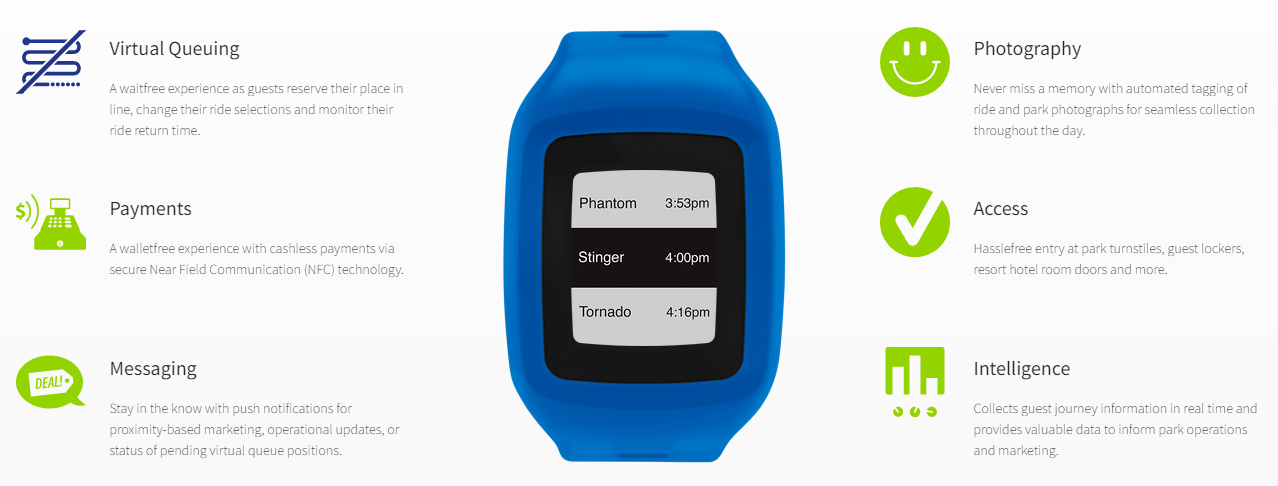 Virtual Queuing
A waitfree experience as guests reserve their place in
line, change their ride selections and monitor their
ride return time.
$
Payments
A walletfree experience with cashless payments via
secure Near Field Communication (NFC) technology.
DEAL!
Messaging
Stay in the know with push notifications for
proximity-based marketing, operational updates, or
status of pending virtual queue positions.
Phantom 3:53pm
Stinger 4:00pm
Tornado 4:16pm
Photography
Never miss a memory with automated tagging of
ride and park photographs for seamless collection
throughout the day.
Access
Hasslefree entry at park turnstiles, guest lockers,
resort hotel room doors and more.
Intelligence
Collects guest journey information in real time and
provides valuable data to inform park operations
and marketing.